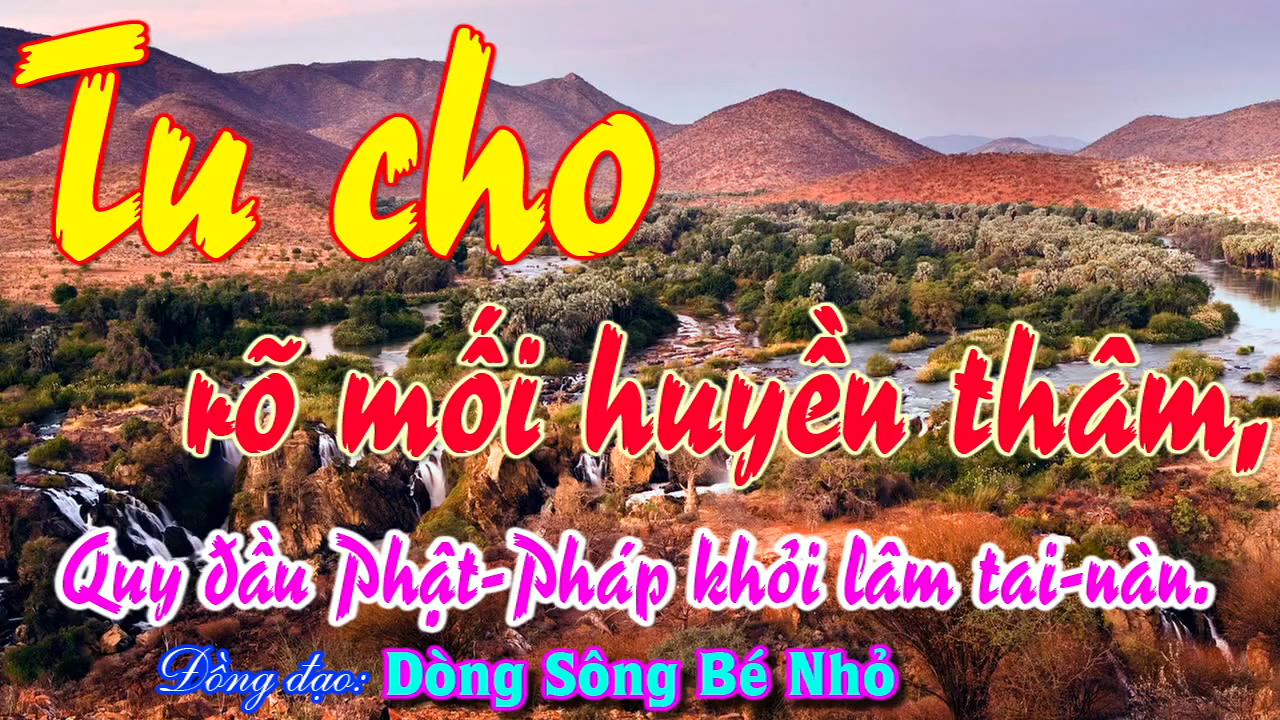 Tu cho
rõ mối huyền thâm,
Quy đầu Phật-Pháp khỏi lâm tai-nàn.
Đồng đạo: Dòng Sông Bé Nhỏ